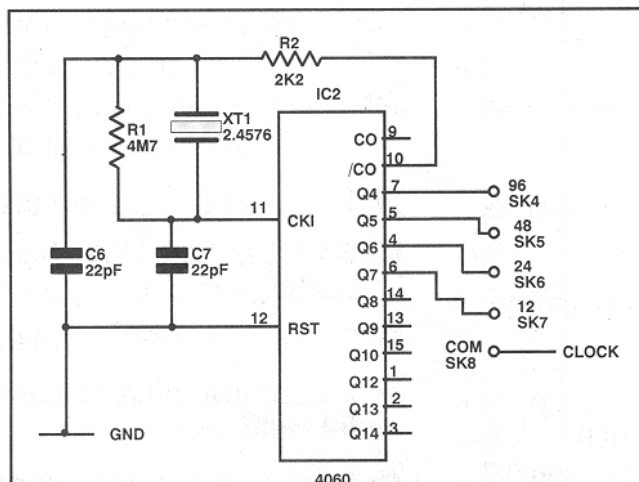 R2
2K2
IC2
R1
4M7
XT1
2.4576
CO 9
/CO 10
11 CKI
Q4 7
96
SK4
Q5 5
48
SK5
Q6 4
24
SK6
Q7 6
12
SK7
C6
22pF
C7
22pF
12 RST
Q8 14
Q9 13
Q10 15
COM
SK8
CLOCK
Q12 1
Q13 2
Q14 3
GND
4060